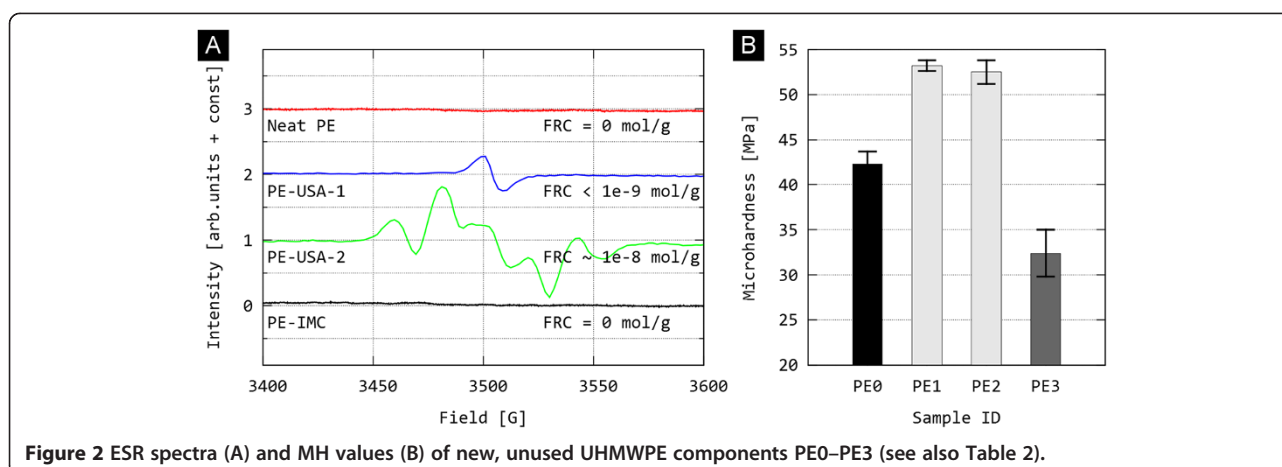 A
Intensity [arb.units + const]
3
2
1
0
Neat PE FRC = 0 mol/g
PE-USA-1 FRC < 1e-9 mol/g
PE-USA-2 FRC ~ 1e-8 mol/g
PE-IMC FRC = 0 mol/g
3400 3450 3500 3550 3600
Field [G]
B
Microhardness [MPa]
55
52
45
42
35
32
25
20
PE0 PE1 PE2 PE3
Sample ID
Figure 2 ESR spectra (A) and MH values (B) of new, unused UHMWPE components PE0–PE3 (see also Table 2).